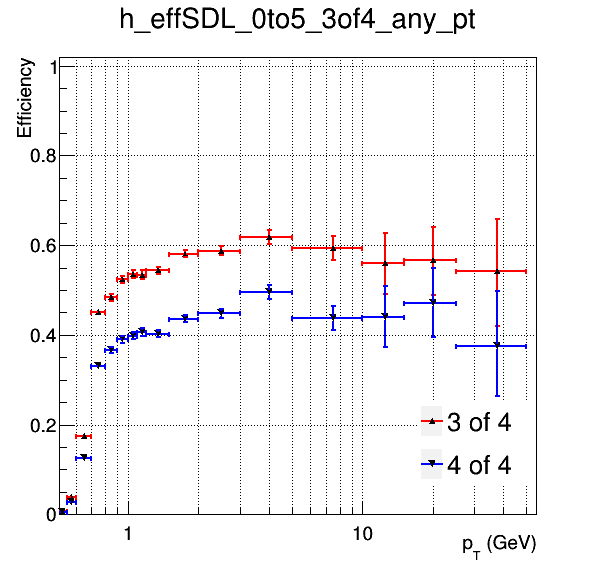 h_effSDL_0to5_3of4_any_pt
Efficiency
1
0.8
0.6
0.4
0.2
0
3 of 4
4 of 4
1
10
p_T (GeV)